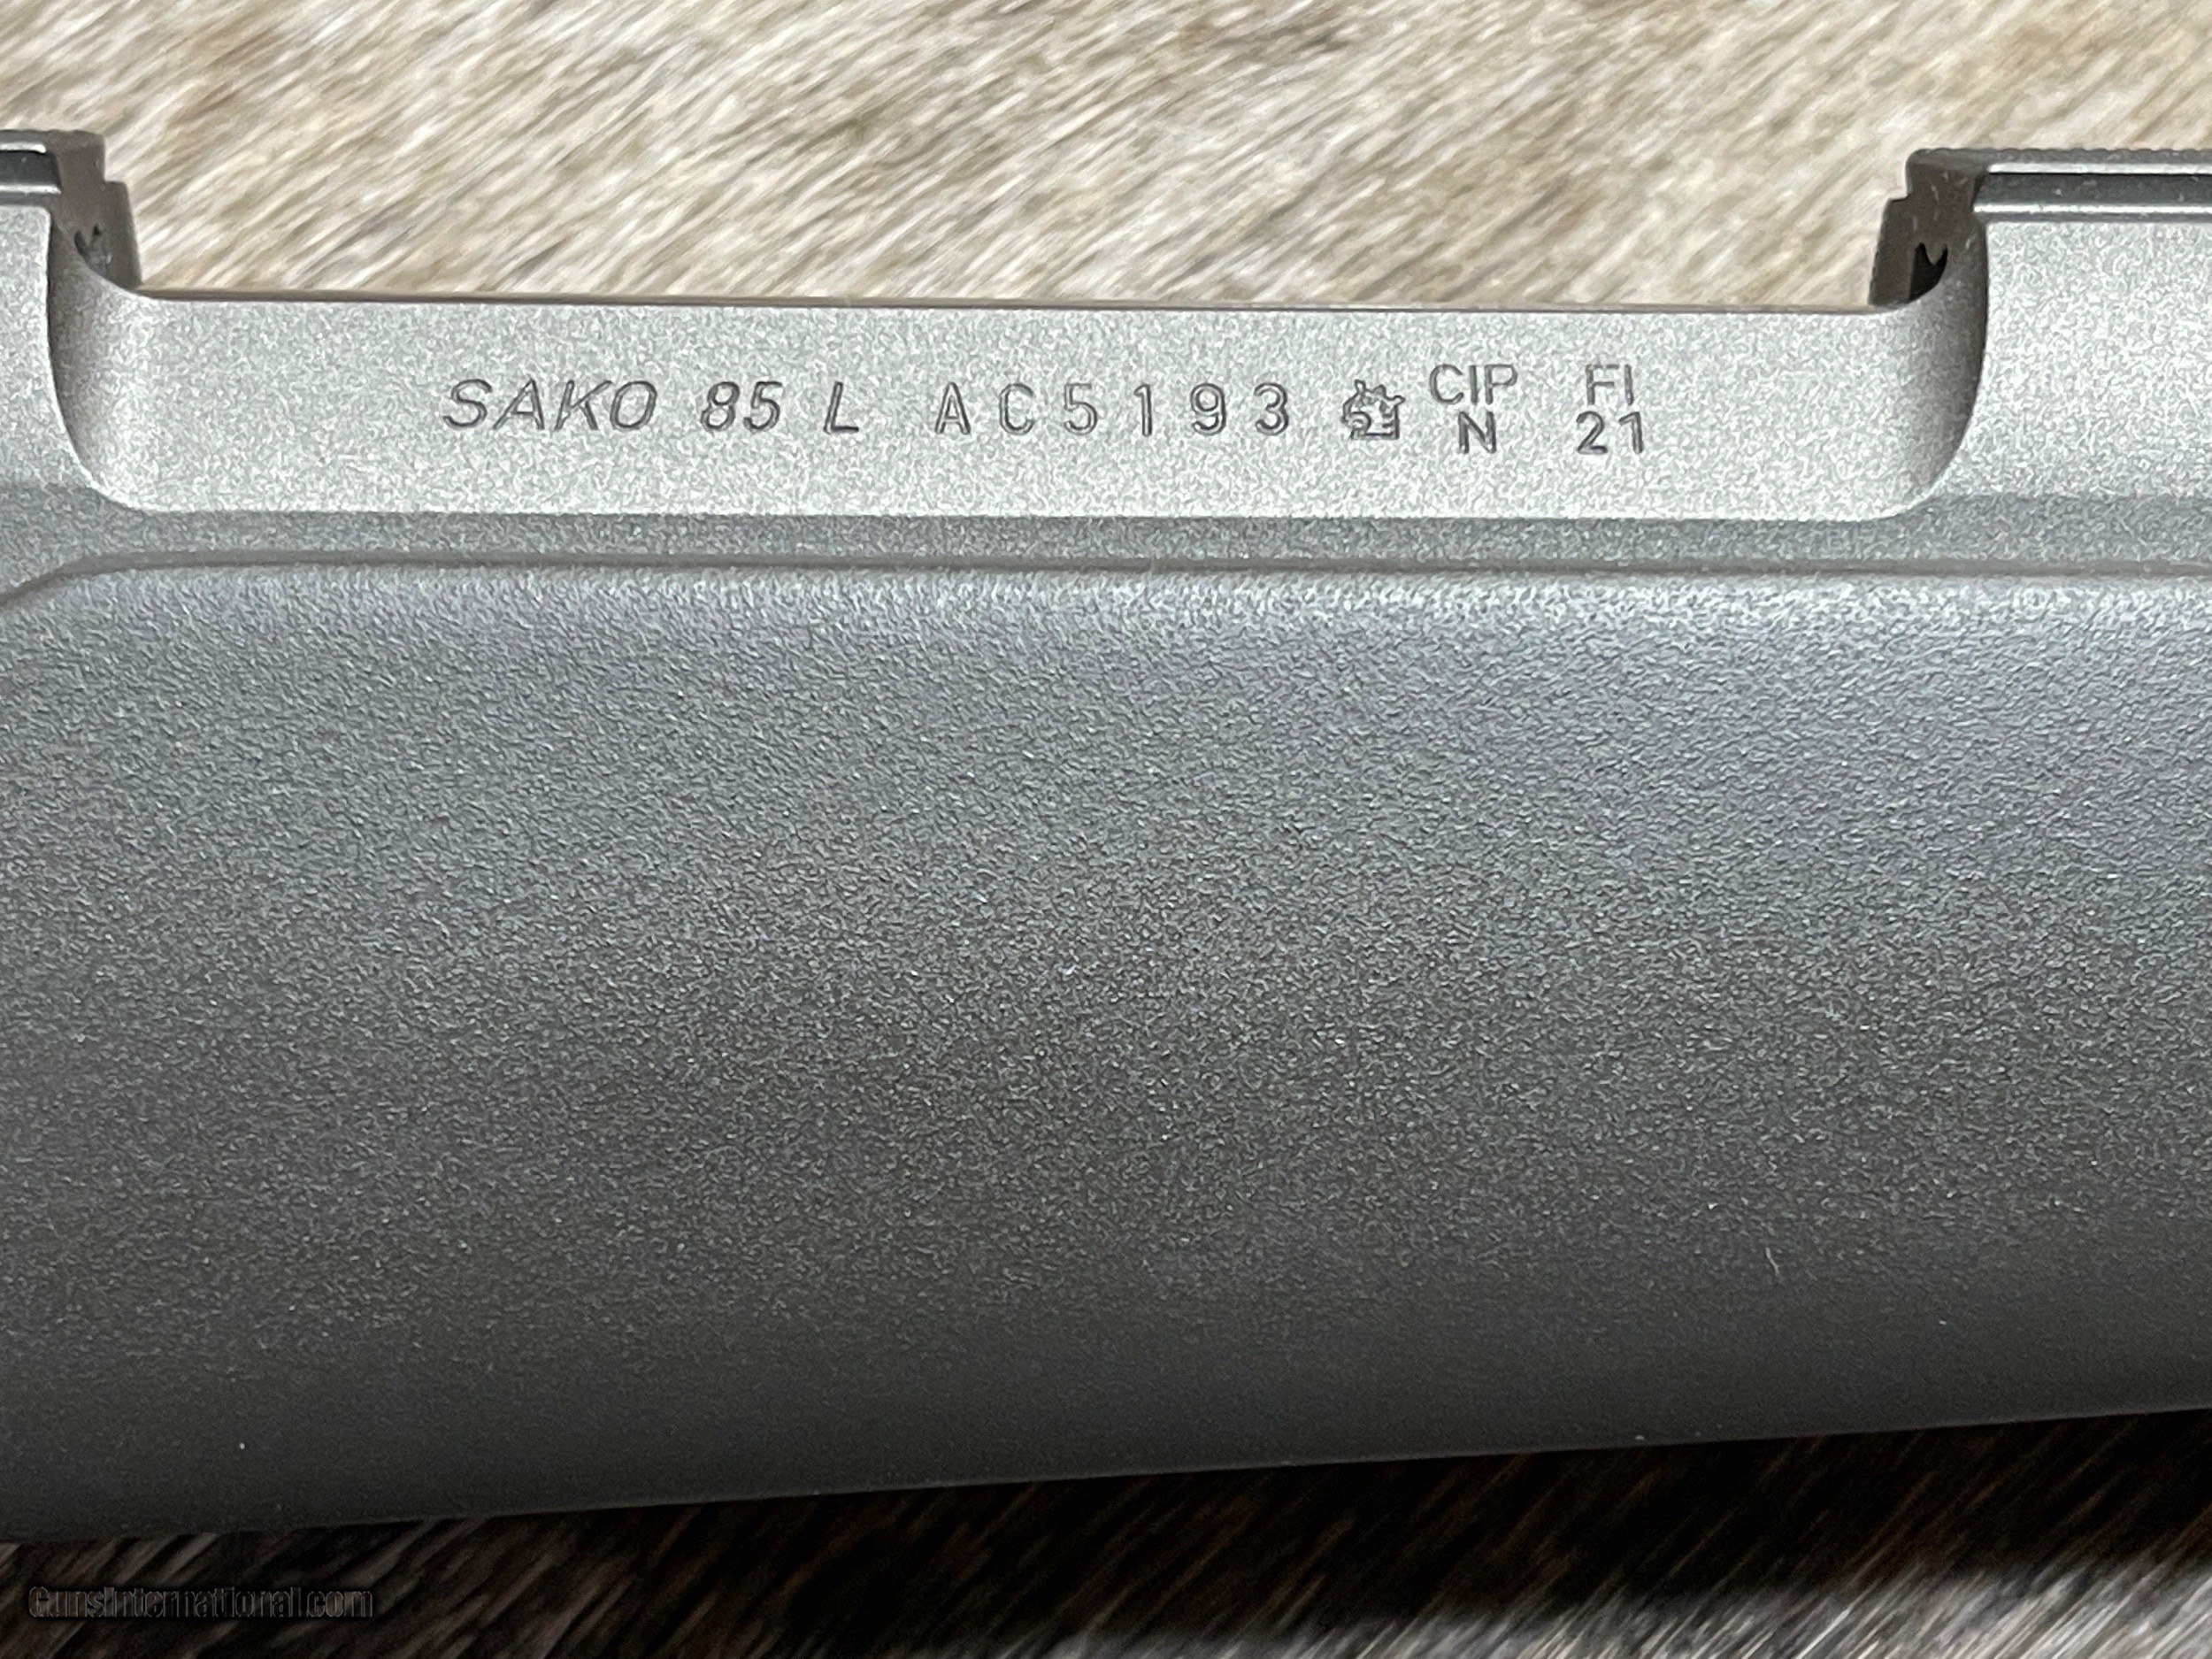 SAKO 85 L AC5193 CIP FI
N 21
GunsInternational.com